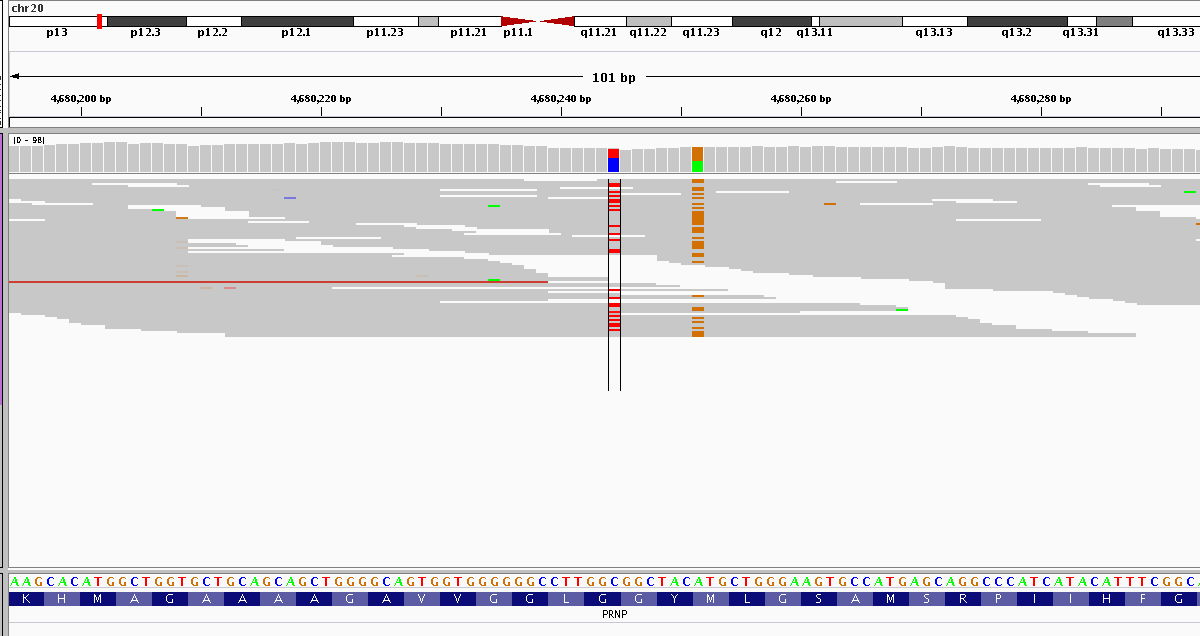 chr20
p13 p12.3 p12.2 p12.1 p11.23 p11.21 p11.1 q11.21 q11.22 q11.23 q12 q13.11 q13.13 q13.2 q13.31 q13.33
101 bp
4,680,200 bp 4,680,220 bp 4,680,240 bp 4,680,260 bp 4,680,280 bp
[0 - 98]
AAGCACATGGCTGGTGCTGCAGCAGCTGGGGCAGTGGTGGGGGGCCTTGGCGGCTACATGCTGGGAAGTGCCATGAGCAGGCCCATCATACATTTCGGC
K H M A G A A A A G A V V G G L G G Y M L G S A M S R P I I H F G
PRNP